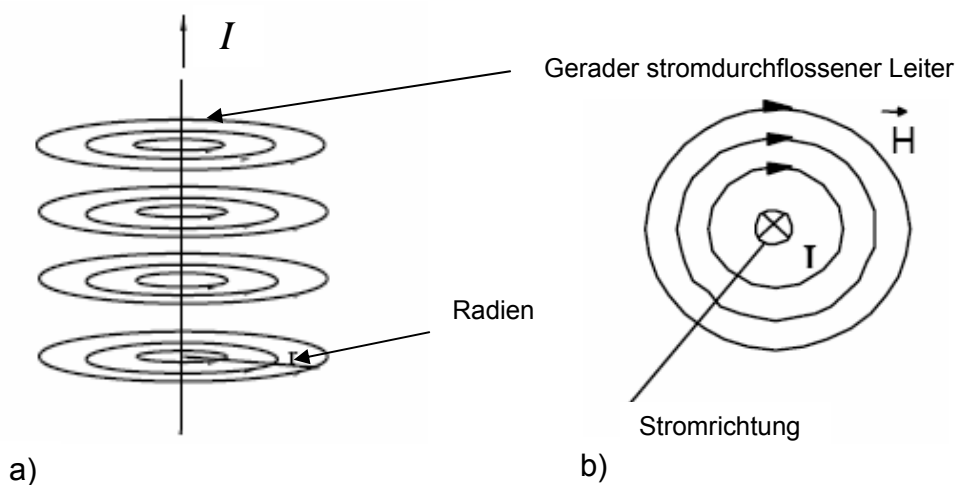 I
Gerader stromdurchflossener Leiter
H
I
Radien
r
Stromrichtung
a)
b)